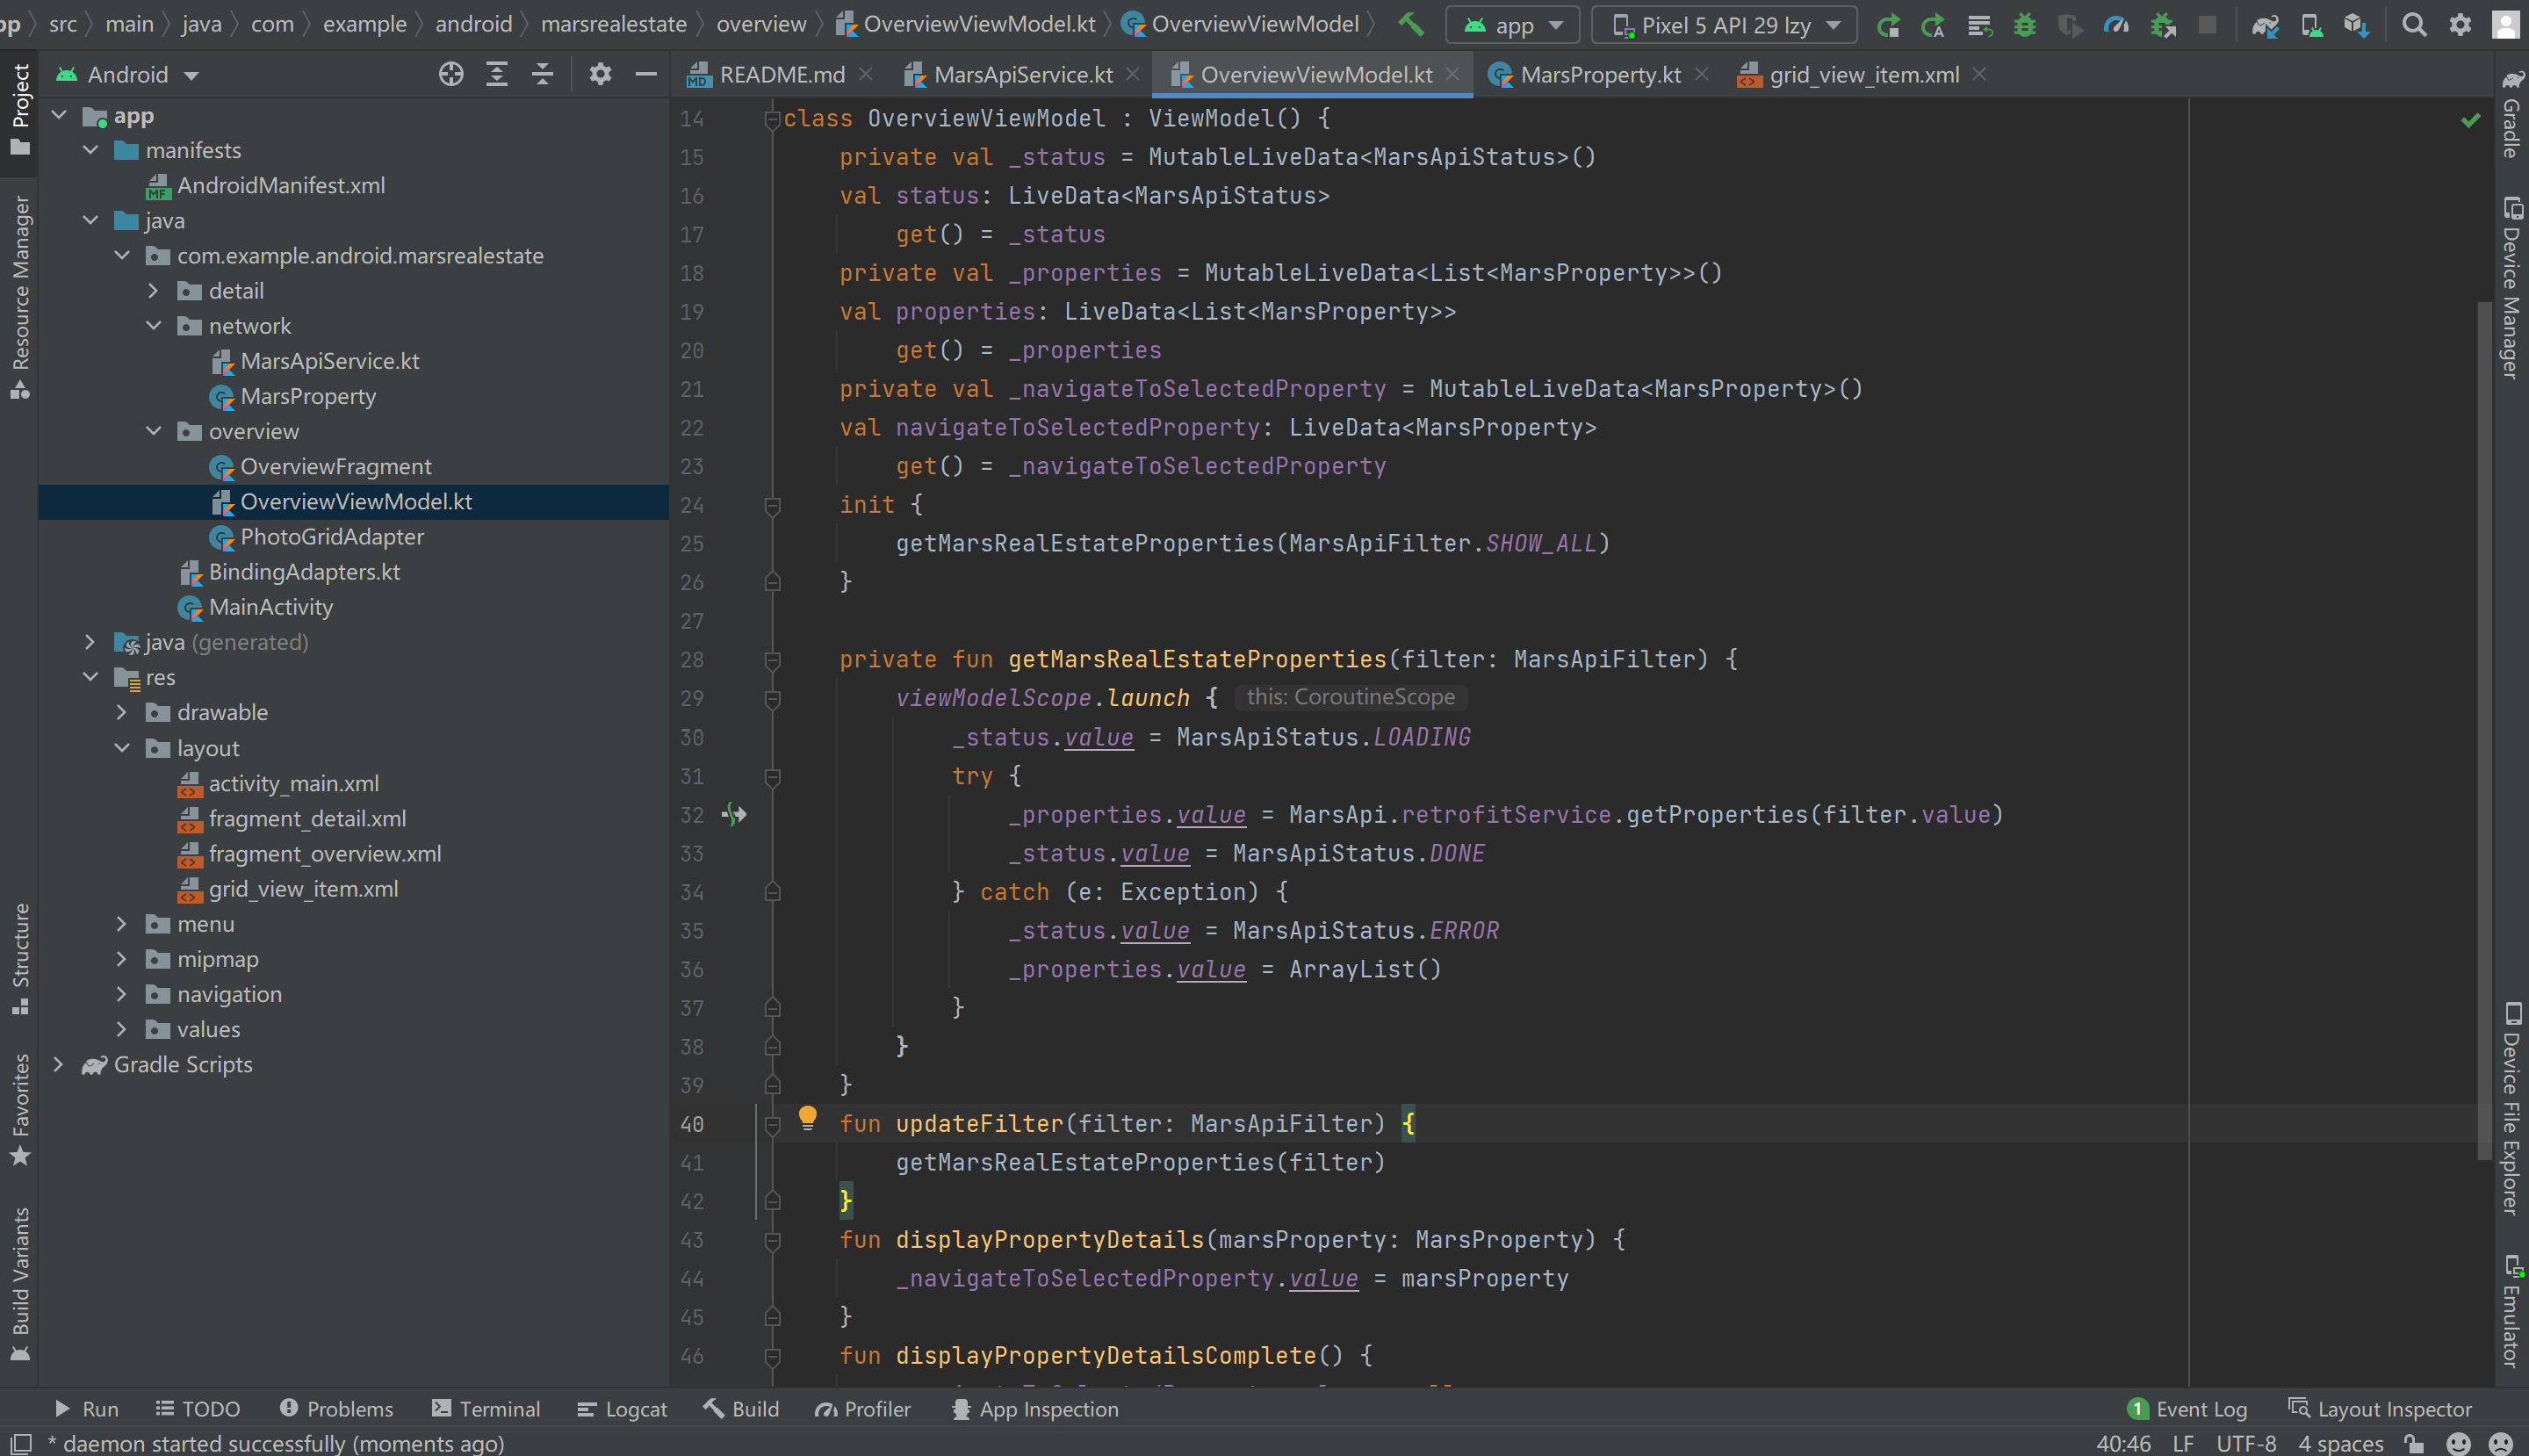 pp src main java com example android marsrealestate overview OverviewViewModel.kt OverviewViewModel app Pixel 5 API 29 lzy
Project
Resource Manager
Structure
Favorites
Build Variants
Android
app
manifests
MF AndroidManifest.xml
java
com.example.android.marsrealestate
detail
network
MarsApiService.kt
MarsProperty
overview
OverviewFragment
OverviewViewModel.kt
PhotoGridAdapter
BindingAdapters.kt
MainActivity
java (generated)
res
drawable
layout
activity_main.xml
fragment_detail.xml
fragment_overview.xml
grid_view_item.xml
menu
mipmap
navigation
values
Gradle Scripts
MD README.md MarsApiService.kt OverviewViewModel.kt MarsProperty.kt grid_view_item.xml
14 class OverviewViewModel : ViewModel() {
15 private val _status = MutableLiveData<MarsApiStatus>()
16 val status: LiveData<MarsApiStatus>
17 get() = _status
18 private val _properties = MutableLiveData<List<MarsProperty>>()
19 val properties: LiveData<List<MarsProperty>>
20 get() = _properties
21 private val _navigateToSelectedProperty = MutableLiveData<MarsProperty>()
22 val navigateToSelectedProperty: LiveData<MarsProperty>
23 get() = _navigateToSelectedProperty
24 init {
25 getMarsRealEstateProperties(MarsApiFilter.SHOW_ALL)
26 }
27
28 private fun getMarsRealEstateProperties(filter: MarsApiFilter) {
29 viewModelScope.launch { this: CoroutineScope
30 _status.value = MarsApiStatus.LOADING
31 try {
32 _properties.value = MarsApi.retrofitService.getProperties(filter.value)
33 _status.value = MarsApiStatus.DONE
34 } catch (e: Exception) {
35 _status.value = MarsApiStatus.ERROR
36 _properties.value = ArrayList()
37 }
38 }
39 }
40 fun updateFilter(filter: MarsApiFilter) {
41 getMarsRealEstateProperties(filter)
42 }
43 fun displayPropertyDetails(marsProperty: MarsProperty) {
44 _navigateToSelectedProperty.value = marsProperty
45 }
46 fun displayPropertyDetailsComplete() {
Gradle
Device Manager
Device File Explorer
Emulator
Run TODO Problems Terminal Logcat Build Profiler App Inspection 1 Event Log Layout Inspector
* daemon started successfully (moments ago) 40:46 LF UTF-8 4 spaces